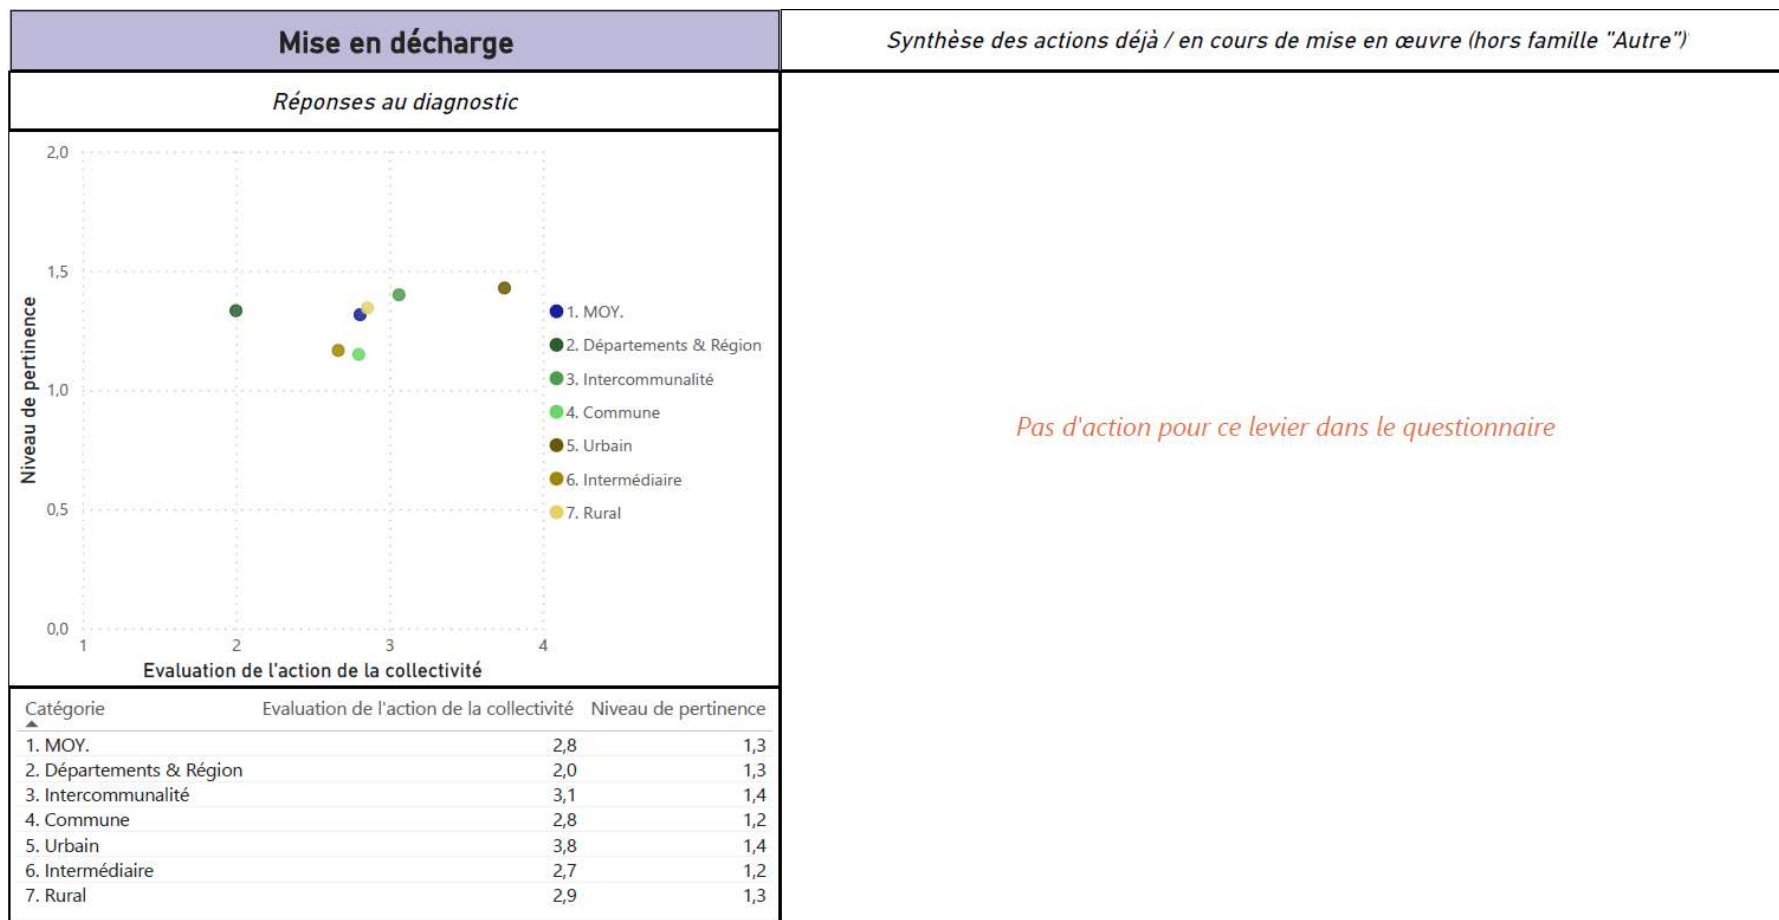 Mise en décharge
Synthèse des actions déjà / en cours de mise en œuvre (hors famille "Autre")
Réponses au diagnostic
2,0
1,5
1,0
0,5
0,0
Niveau de pertinence
1 2 3 4
Evaluation de l'action de la collectivité
1. MOY.
2. Départements & Région
3. Intercommunalité
4. Commune
5. Urbain
6. Intermédiaire
7. Rural
Catégorie Evaluation de l'action de la collectivité Niveau de pertinence
1. MOY. 2,8 1,3
2. Départements & Région 2,0 1,3
3. Intercommunalité 3,1 1,4
4. Commune 2,8 1,2
5. Urbain 3,8 1,4
6. Intermédiaire 2,7 1,2
7. Rural 2,9 1,3
Pas d'action pour ce levier dans le questionnaire